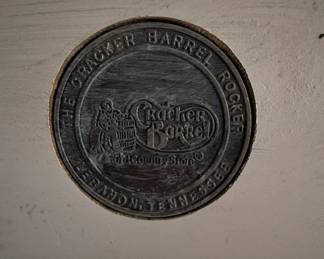 THE CRACKER BARREL ROCKER
Cracker
Barrel
Old Country Store
LEBANON, TENNESSEE